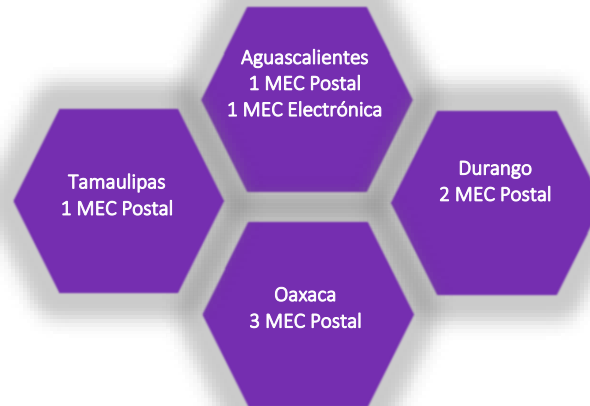 Aguascalientes
1 MEC Postal
1 MEC Electrónica
Tamaulipas
1 MEC Postal
Durango
2 MEC Postal
Oaxaca
3 MEC Postal